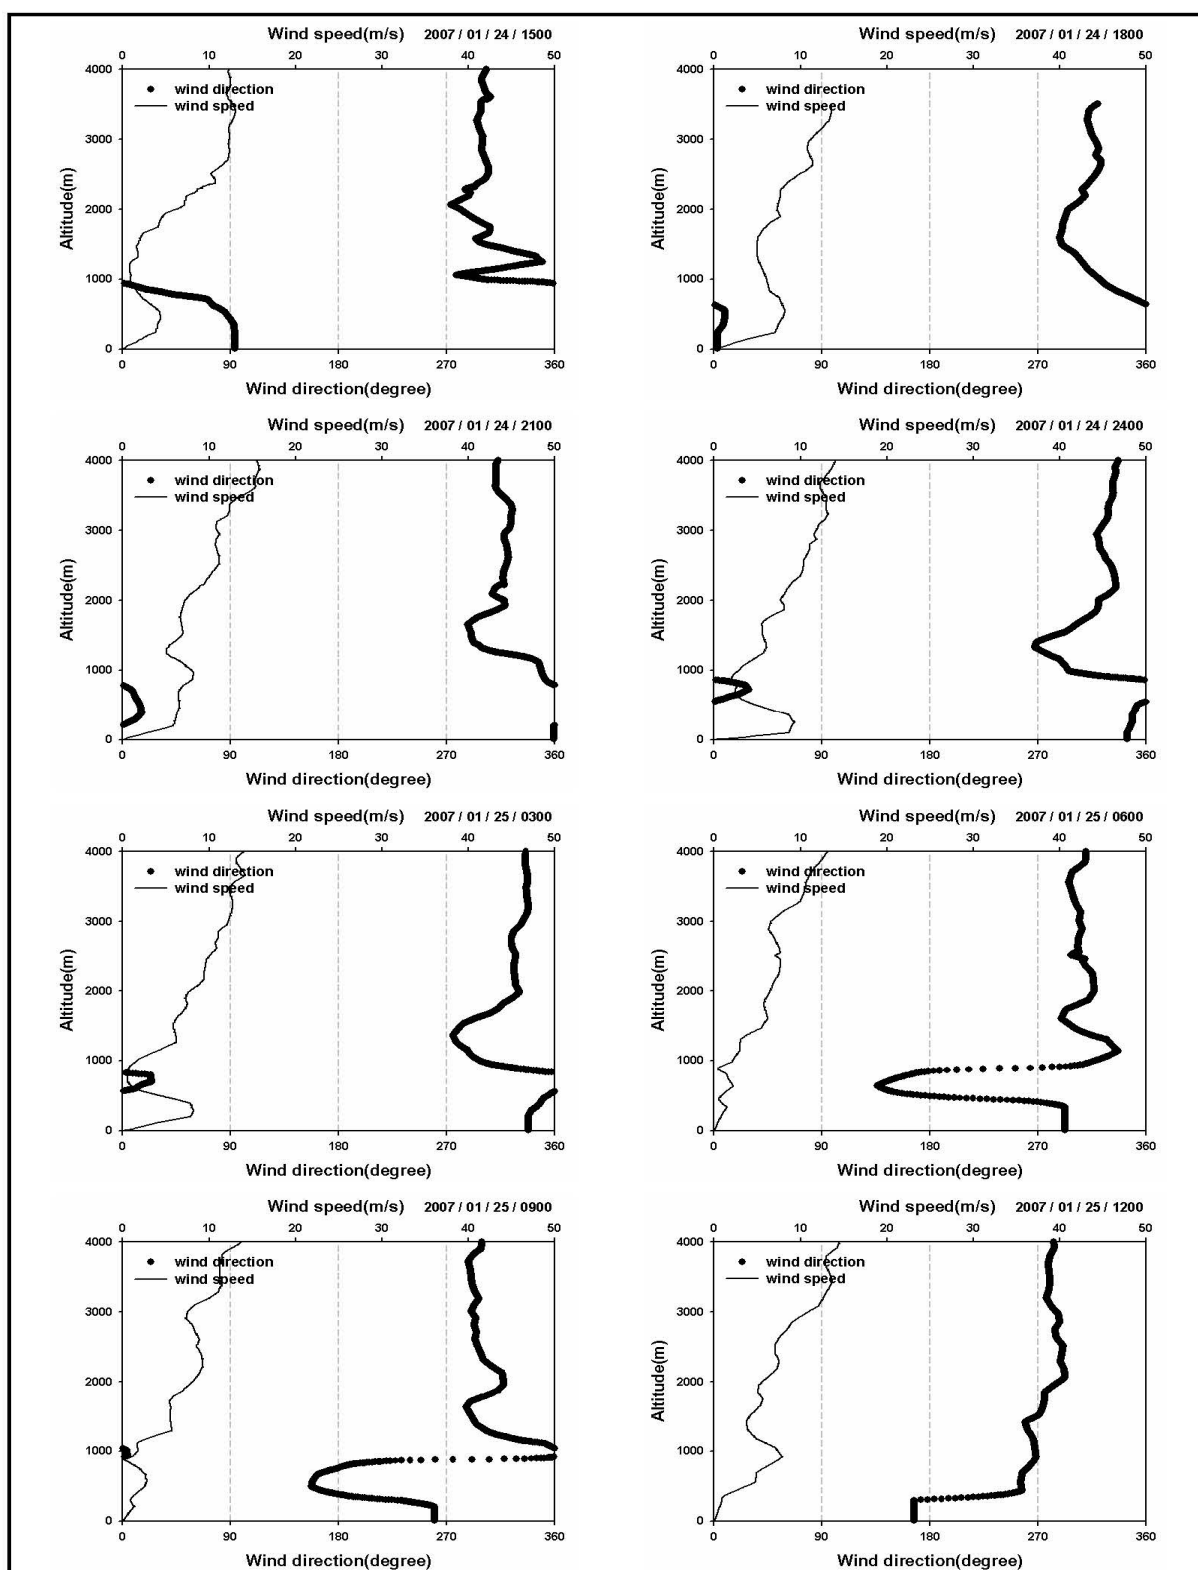 Wind speed(m/s) 2007 / 01 / 24 / 1500
0 10 20 30 40 50
4000
wind direction
wind speed
3000
Altitude(m)
2000
1000
0
0 90 180 270 360
Wind direction(degree)
Wind speed(m/s) 2007 / 01 / 24 / 1800
0 10 20 30 40 50
4000
wind direction
wind speed
3000
Altitude(m)
2000
1000
0
0 90 180 270 360
Wind direction(degree)
Wind speed(m/s) 2007 / 01 / 24 / 2100
0 10 20 30 40 50
4000
wind direction
wind speed
3000
Altitude(m)
2000
1000
0
0 90 180 270 360
Wind direction(degree)
Wind speed(m/s) 2007 / 01 / 24 / 2400
0 10 20 30 40 50
4000
wind direction
wind speed
3000
Altitude(m)
2000
1000
0
0 90 180 270 360
Wind direction(degree)
Wind speed(m/s) 2007 / 01 / 25 / 0300
0 10 20 30 40 50
4000
wind direction
wind speed
3000
Altitude(m)
2000
1000
0
0 90 180 270 360
Wind direction(degree)
Wind speed(m/s) 2007 / 01 / 25 / 0600
0 10 20 30 40 50
4000
wind direction
wind speed
3000
Altitude(m)
2000
1000
0
0 90 180 270 360
Wind direction(degree)
Wind speed(m/s) 2007 / 01 / 25 / 0900
0 10 20 30 40 50
4000
wind direction
wind speed
3000
Altitude(m)
2000
1000
0
0 90 180 270 360
Wind direction(degree)
Wind speed(m/s) 2007 / 01 / 25 / 1200
0 10 20 30 40 50
4000
wind direction
wind speed
3000
Altitude(m)
2000
1000
0
0 90 180 270 360
Wind direction(degree)